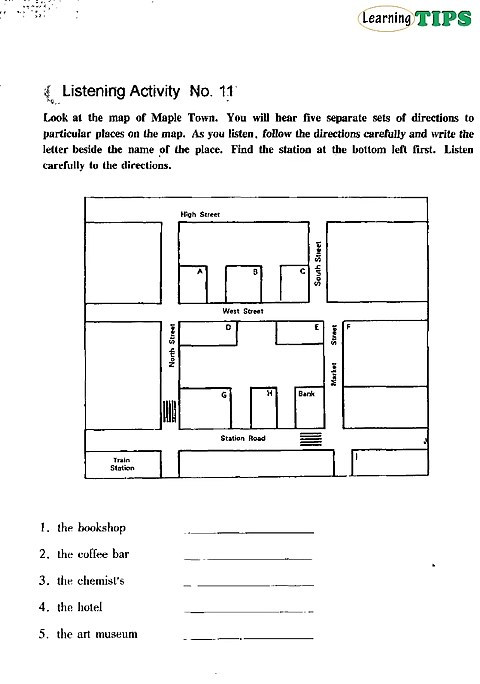 Learning TIPS
Listening Activity No. 11
Look at the map of Maple Town. You will hear five separate sets of directions to
particular places on the map. As you listen, follow the directions carefully and write the
letter beside the name of the place. Find the station at the bottom left first. Listen
carefully to the directions.
High Street
South Street
A B C
West Street
North Street
D E F
Market Street
G H Bank
Station Road
J
Train
Station
I
1. the bookshop
2. the coffee bar
3. the chemist's
4. the hotel
5. the art museum